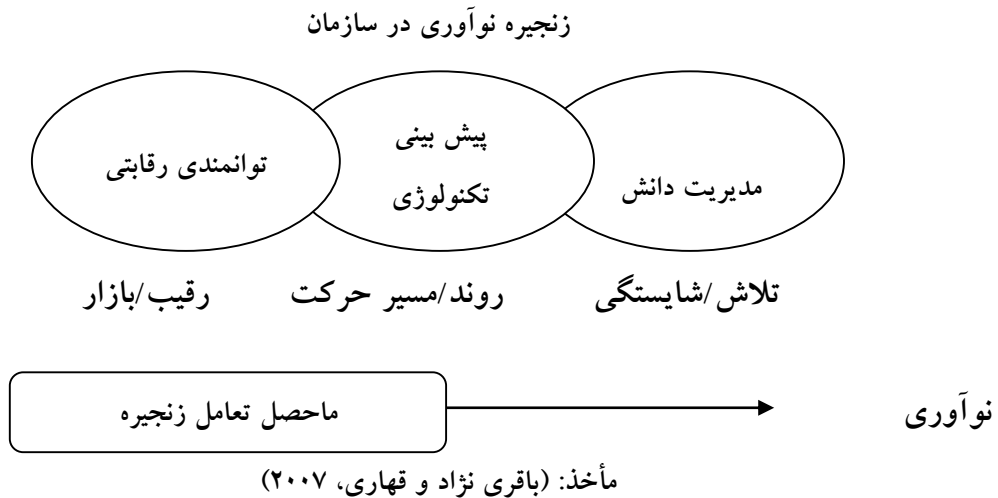 زنجیره نوآوری در سازمان
مدیریت دانش
پیش بینی
تکنولوژی
توانمندی رقابتی
تلاش/شایستگی
روند/مسیر حرکت
رقیب/بازار
ماحصل تعامل زنجیره
نوآوری
مأخذ: (باقری نژاد و قهاری، ۲۰۰۷)